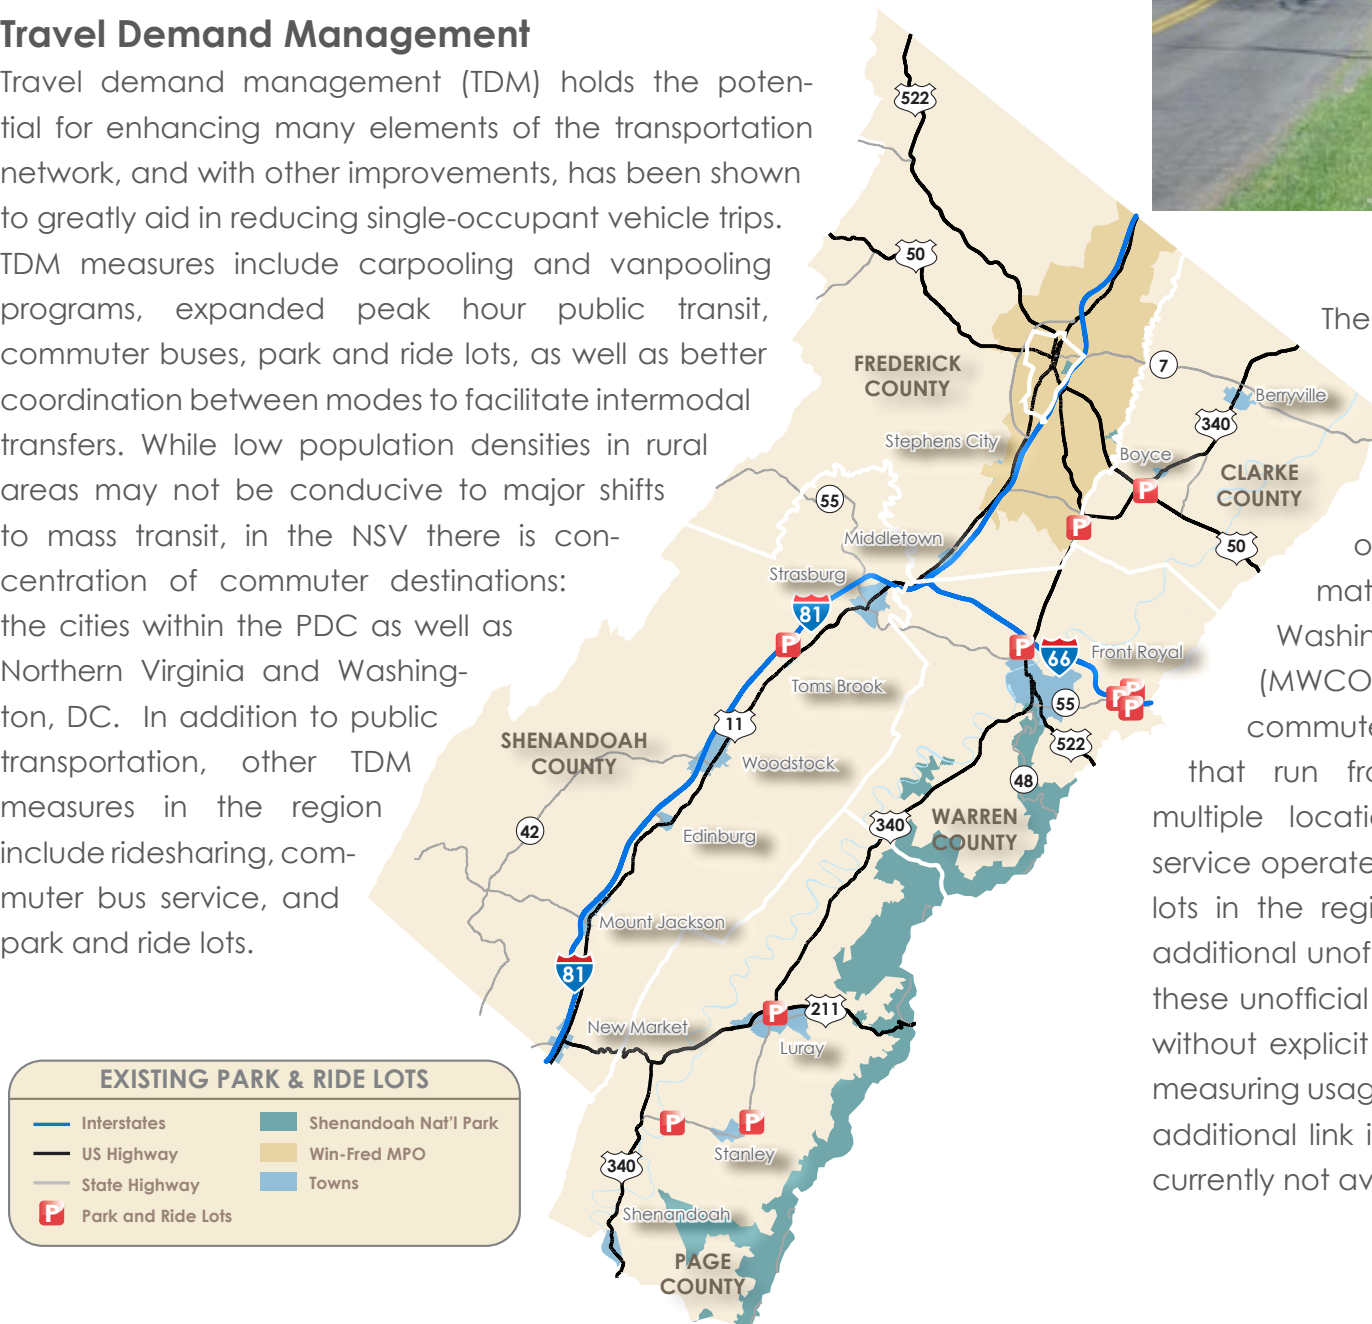 Travel Demand Management
Travel demand management (TDM) holds the poten-
tial for enhancing many elements of the transportation
network, and with other improvements, has been shown
to greatly aid in reducing single-occupant vehicle trips.
TDM measures include carpooling and vanpooling
programs, expanded peak hour public transit,
commuter buses, park and ride lots, as well as better
coordination between modes to facilitate intermodal
transfers. While low population densities in rural
areas may not be conducive to major shifts
to mass transit, in the NSV there is con-
centration of commuter destinations:
the cities within the PDC as well as
Northern Virginia and Washing-
ton, DC. In addition to public
transportation, other TDM
measures in the region
include ridesharing, com-
muter bus service, and
park and ride lots.
522
50
FREDERICK
COUNTY
7
Berryville
340
Stephens City
Boyce
CLARKE
COUNTY
P
55
P
Middletown
50
Strasburg
81
P
P
66
Front Royal
Toms Brook
P
P
P
55
11
522
SHENANDOAH
COUNTY
Woodstock
48
42
Edinburg
340
WARREN
COUNTY
Mount Jackson
81
P
211
New Market
Luray
P
P
Stanley
340
Shenandoah
PAGE
COUNTY
EXISTING PARK & RIDE LOTS
Interstates
US Highway
State Highway
P Park and Ride Lots
Shenandoah Nat'l Park
Win-Fred MPO
Towns
The
o
mat
Washin
(MWCO
commute
that run fro
multiple locatio
service operate
lots in the regi
additional unof
these unofficial
without explicit
measuring usag
additional link i
currently not av